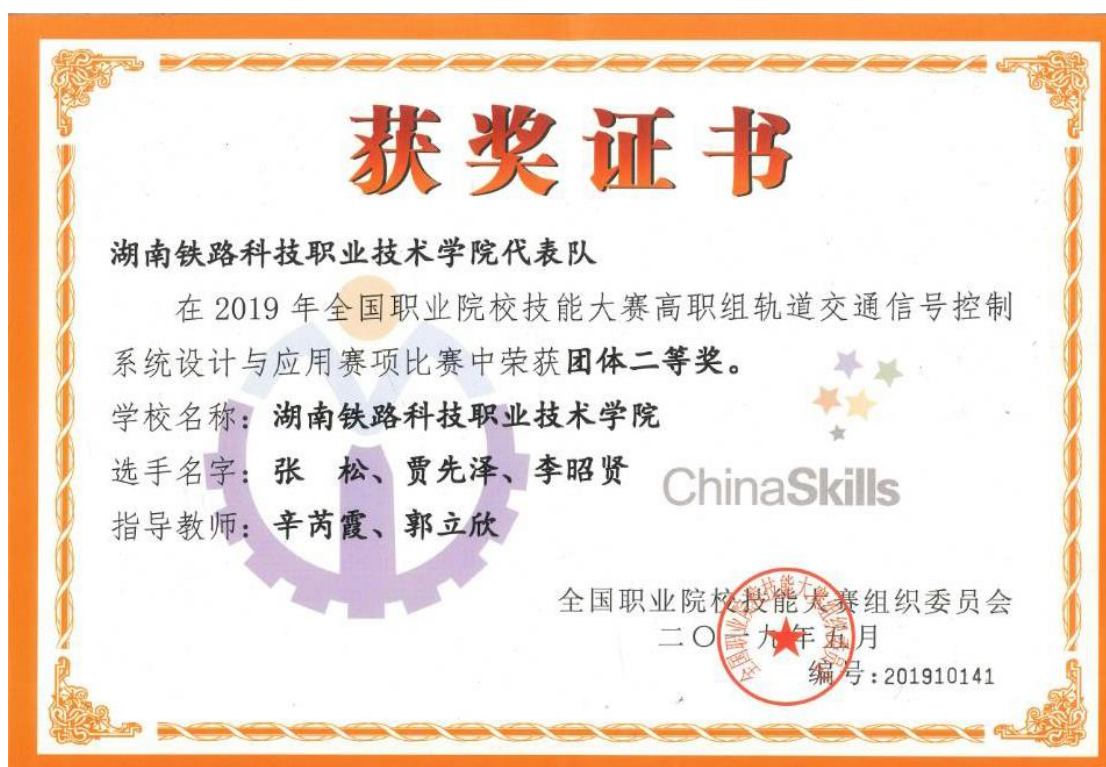 获奖证书
湖南铁路科技职业技术学院代表队
在 2019 年全国职业院校技能大赛高职组轨道交通信号控制
系统设计与应用赛项比赛中荣获团体二等奖。
学校名称：湖南铁路科技职业技术学院
选手名字：张 松、贾先泽、李昭贤
指导教师：辛芮霞、郭立欣
ChinaSkills
全国职业院校技能大赛组织委员会
二〇一九年五月
编号:201910141